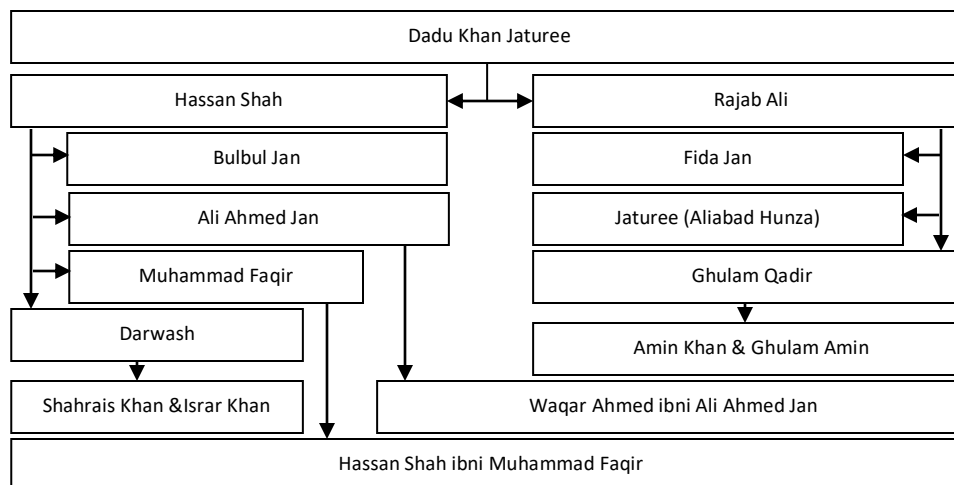 Dadu Khan Jaturee
Hassan Shah
Rajab Ali
Bulbul Jan
Fida Jan
Ali Ahmed Jan
Jaturee (Aliabad Hunza)
Muhammad Faqir
Ghulam Qadir
Darwash
Amin Khan & Ghulam Amin
Shahrais Khan &Israr Khan
Waqar Ahmed ibni Ali Ahmed Jan
Hassan Shah ibni Muhammad Faqir